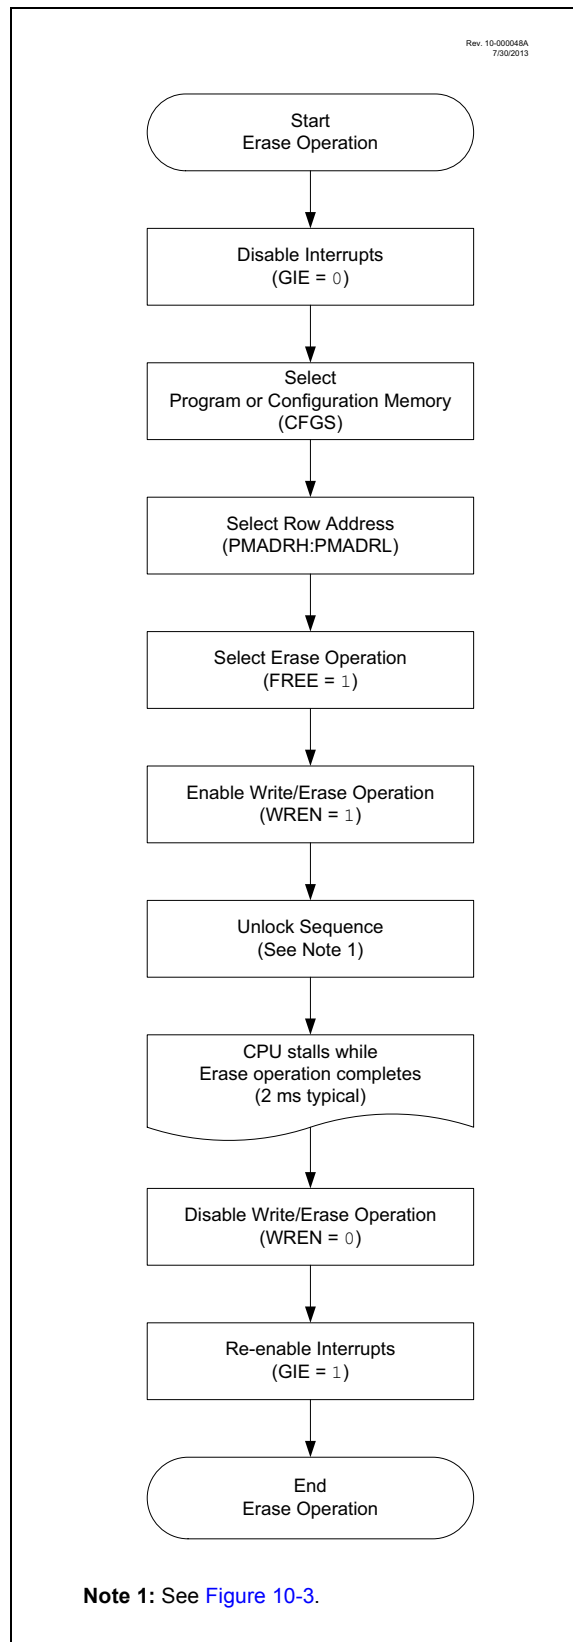 Rev. 10-000048A
7/30/2013
Start
Erase Operation
Disable Interrupts
(GIE = 0)
Select
Program or Configuration Memory
(CFGS)
Select Row Address
(PMADRH:PMADRL)
Select Erase Operation
(FREE = 1)
Enable Write/Erase Operation
(WREN = 1)
Unlock Sequence
(See Note 1)
CPU stalls while
Erase operation completes
(2 ms typical)
Disable Write/Erase Operation
(WREN = 0)
Re-enable Interrupts
(GIE = 1)
End
Erase Operation
Note 1: See Figure 10-3.